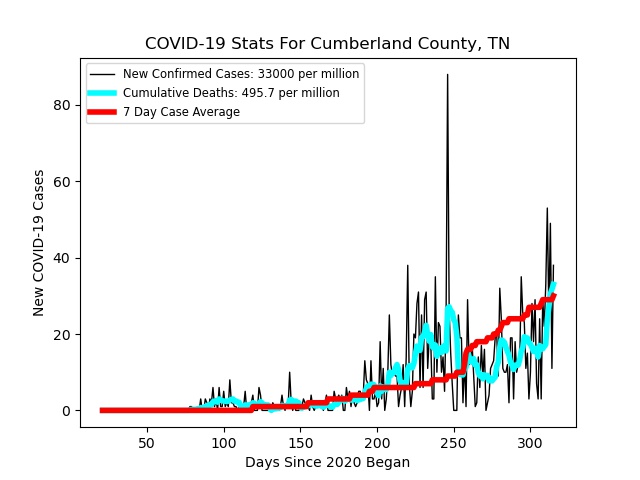 COVID-19 Stats For Cumberland County, TN
New Confirmed Cases: 33000 per million
Cumulative Deaths: 495.7 per million
7 Day Case Average
New COVID-19 Cases
80
60
40
20
0
50 100 150 200 250 300
Days Since 2020 Began